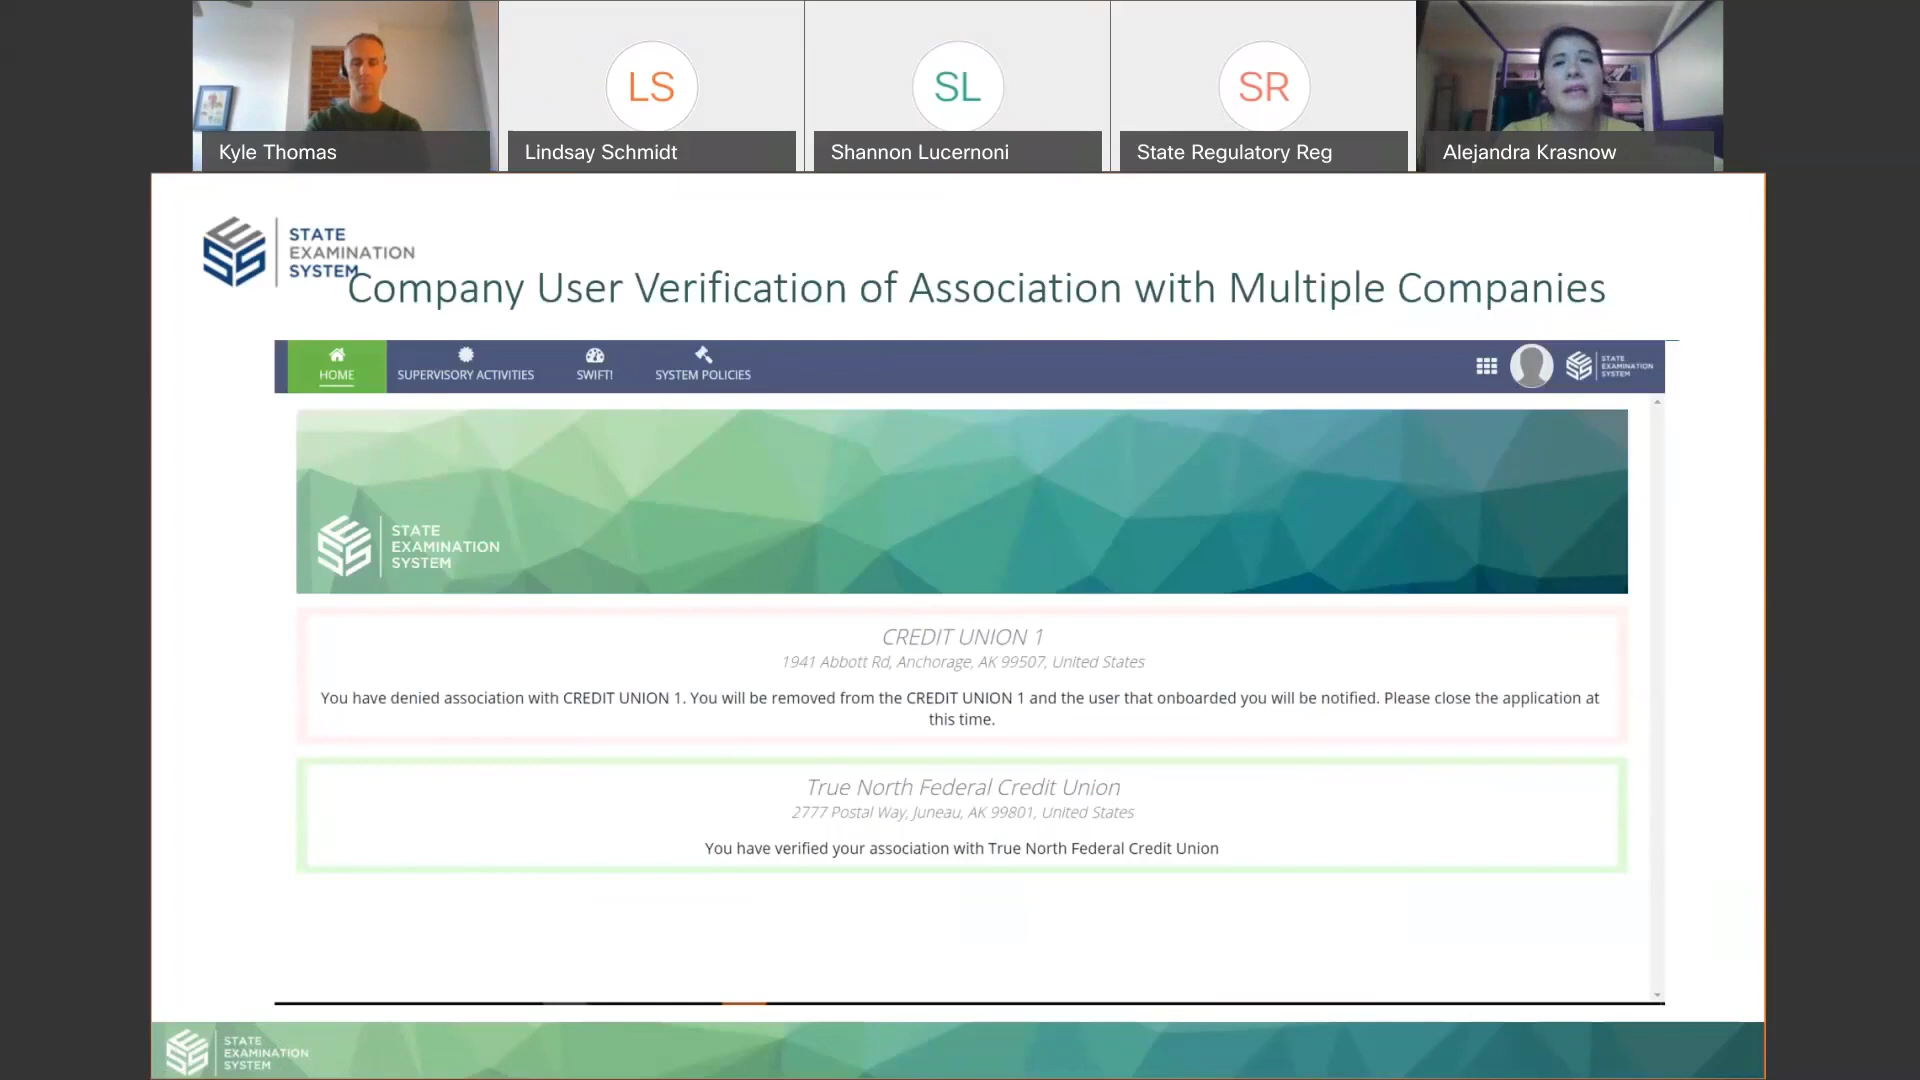 LS
SL
SR
Kyle Thomas
Lindsay Schmidt
Shannon Lucernoni
State Regulatory Reg
Alejandra Krasnow
STATE
EXAMINATION
SYSTEM
Company User Verification of Association with Multiple Companies
HOME
SUPERVISORY ACTIVITIES
SWIFT!
SYSTEM POLICIES
STATE
EXAMINATION
SYSTEM
STATE
EXAMINATION
SYSTEM
CREDIT UNION 1
1941 Abbott Rd, Anchorage, AK 99507, United States
You have denied association with CREDIT UNION 1. You will be removed from the CREDIT UNION 1 and the user that onboarded you will be notified. Please close the application at
this time.
True North Federal Credit Union
2777 Postal Way, Juneau, AK 99801, United States
You have verified your association with True North Federal Credit Union
STATE
EXAMINATION
SYSTEM